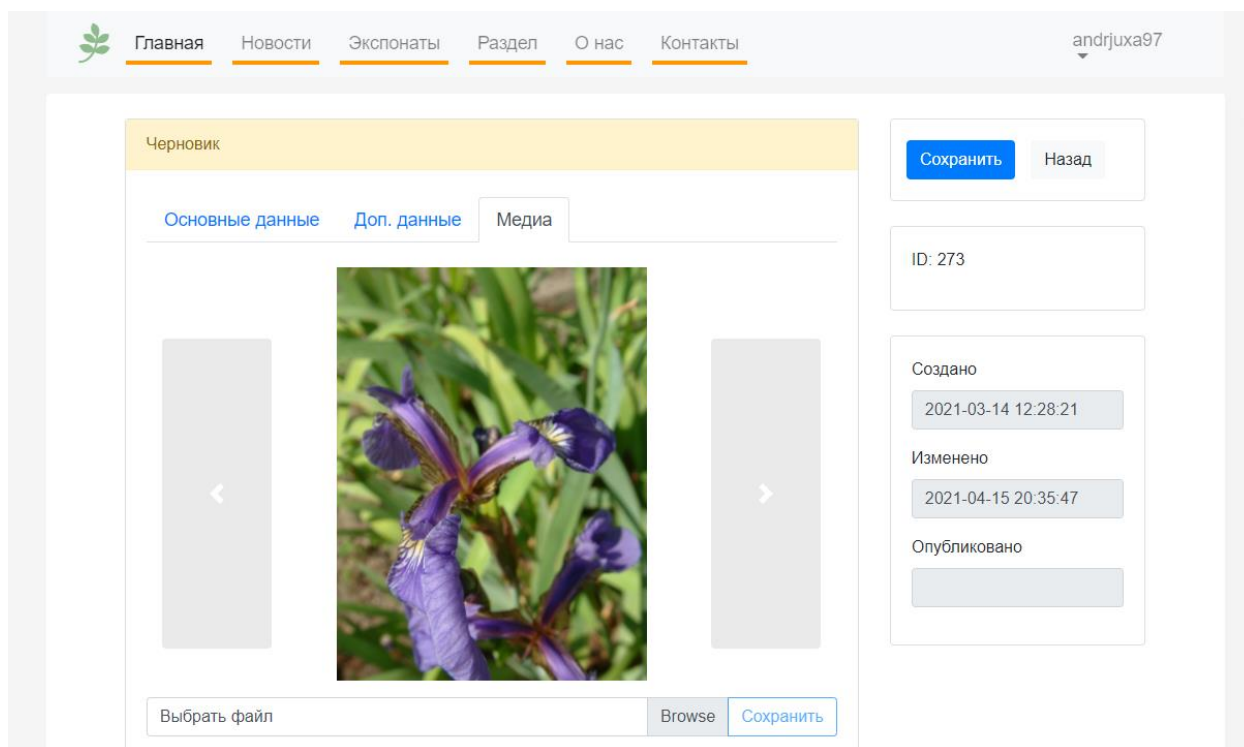 Главная Новости Экспонаты Раздел О нас Контакты andrjuxa97
Черновик
Сохранить Назад
Основные данные Доп. данные Медиа
ID: 273
Создано
2021-03-14 12:28:21
Изменено
2021-04-15 20:35:47
Опубликовано
Выбрать файл Browse Сохранить